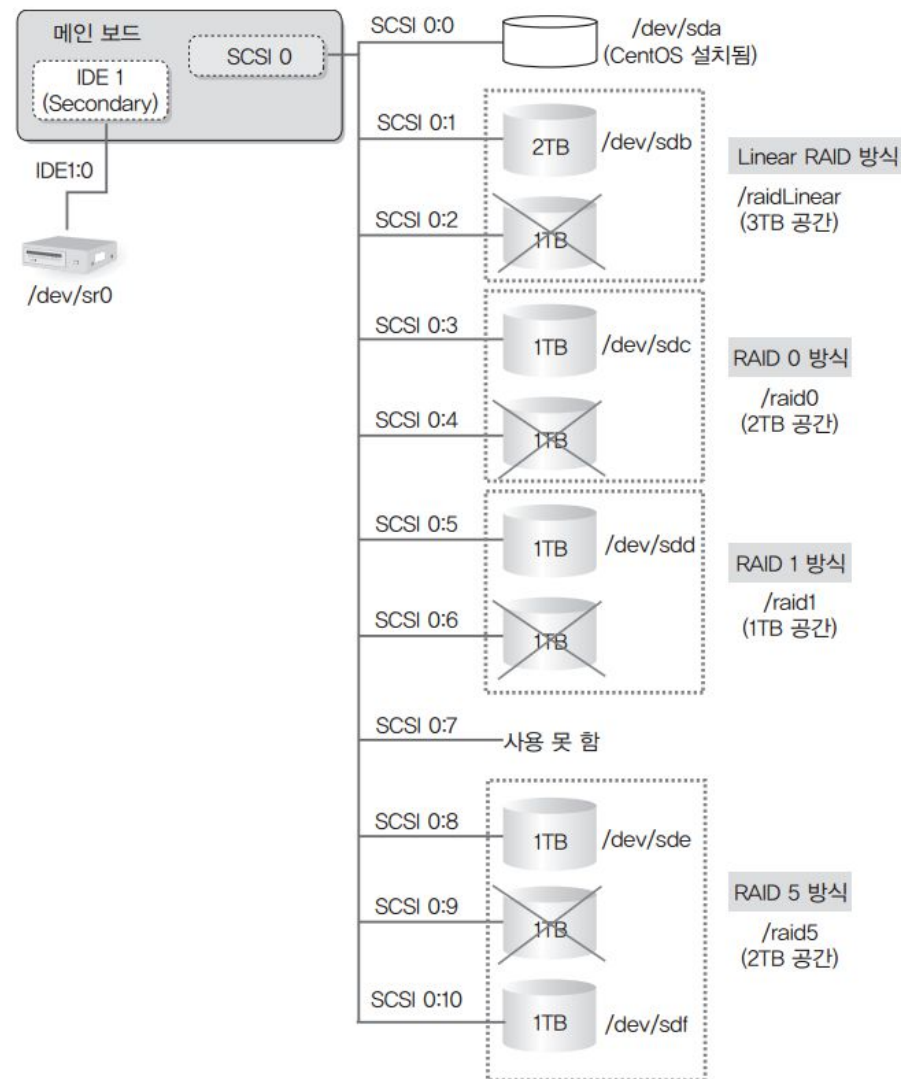 메인 보드
SCSI 0
IDE 1
(Secondary)
IDE1:0
/dev/sr0
SCSI 0:0
/dev/sda
(CentOS 설치됨)
SCSI 0:1
2TB
/dev/sdb
SCSI 0:2
1TB
Linear RAID 방식
/raidLinear
(3TB 공간)
SCSI 0:3
1TB
/dev/sdc
SCSI 0:4
1TB
RAID 0 방식
/raid0
(2TB 공간)
SCSI 0:5
1TB
/dev/sdd
SCSI 0:6
1TB
RAID 1 방식
/raid1
(1TB 공간)
SCSI 0:7
사용 못 함
SCSI 0:8
1TB
/dev/sde
SCSI 0:9
1TB
SCSI 0:10
1TB
/dev/sdf
RAID 5 방식
/raid5
(2TB 공간)